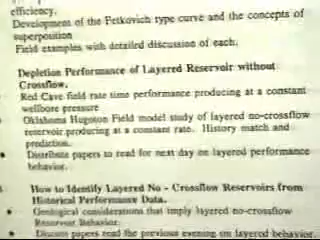 efficiency.
Development of the Fetkovich type curve and the concepts of
superposition
Field examples with detailed discussion of each.
Depletion Performance of Layered Reservoir without
Crossflow.
Red Cave field rate time performance producing at a constant
wellbore pressure
Oklahoma Hugoton Field model study of layered no-crossflow
reservoir producing at a constant rate. History match and
prediction.
• Distribute papers to read for next day on layered performance
behavior.
How to Identify Layered No - Crossflow Reservoirs from
Historical Performance Data.
• Geological considerations that imply layered no-crossflow
Reservoir Behavior.
• Discuss papers read the previous evening on layered behavior.